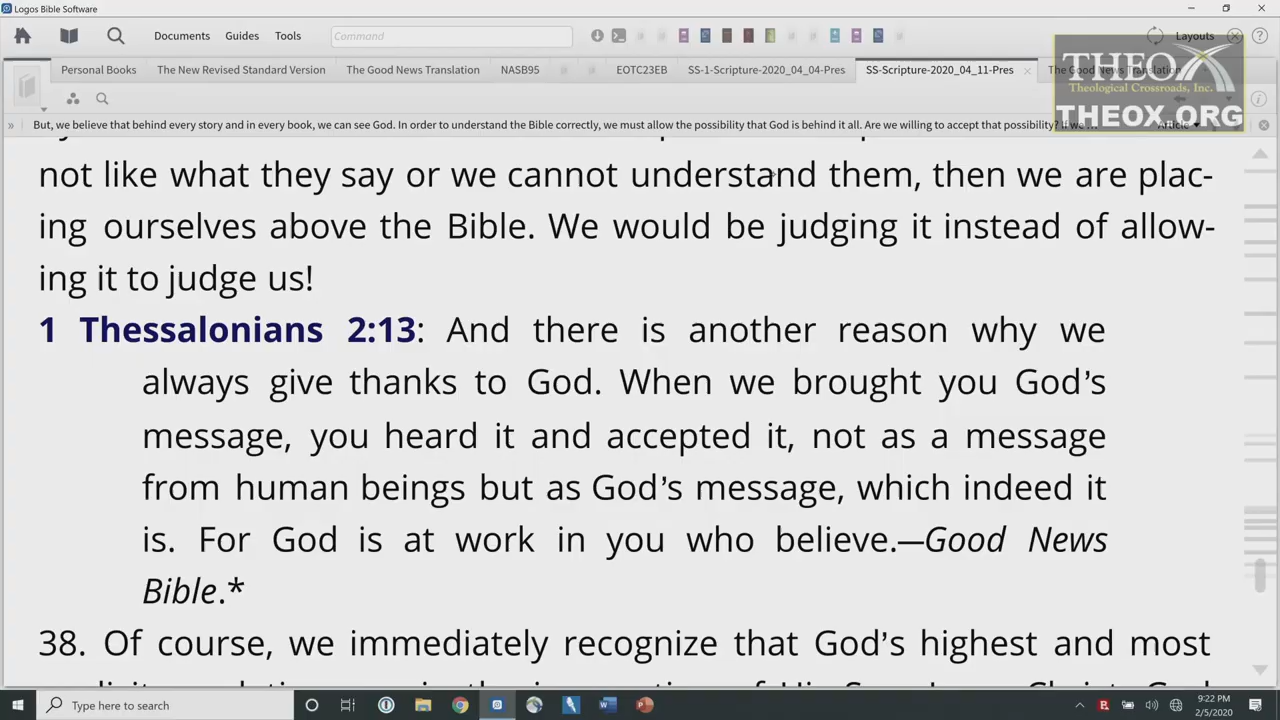 Logos Bible Software
Documents Guides Tools Command Layouts
Personal Books The New Revised Standard Version The Good News Translation NASB95 EOTC23EB SS-1-Scripture-2020_04_04-Pres SS-Scripture-2020_04_11-Pres The Good News Translation
THEOX
Theological Crossroads, Inc.
THEOX.ORG
But, we believe that behind every story and in every book, we can see God. In order to understand the Bible correctly, we must allow the possibility that God is behind it all. Are we willing to accept that possibility? If we ... Article
not like what they say or we cannot understand them, then we are plac-
ing ourselves above the Bible. We would be judging it instead of allow-
ing it to judge us!
1 Thessalonians 2:13: And there is another reason why we
always give thanks to God. When we brought you God’s
message, you heard it and accepted it, not as a message
from human beings but as God’s message, which indeed it
is. For God is at work in you who believe.—Good News
Bible.*
38. Of course, we immediately recognize that God’s highest and most
Type here to search
9:22 PM
2/5/2020